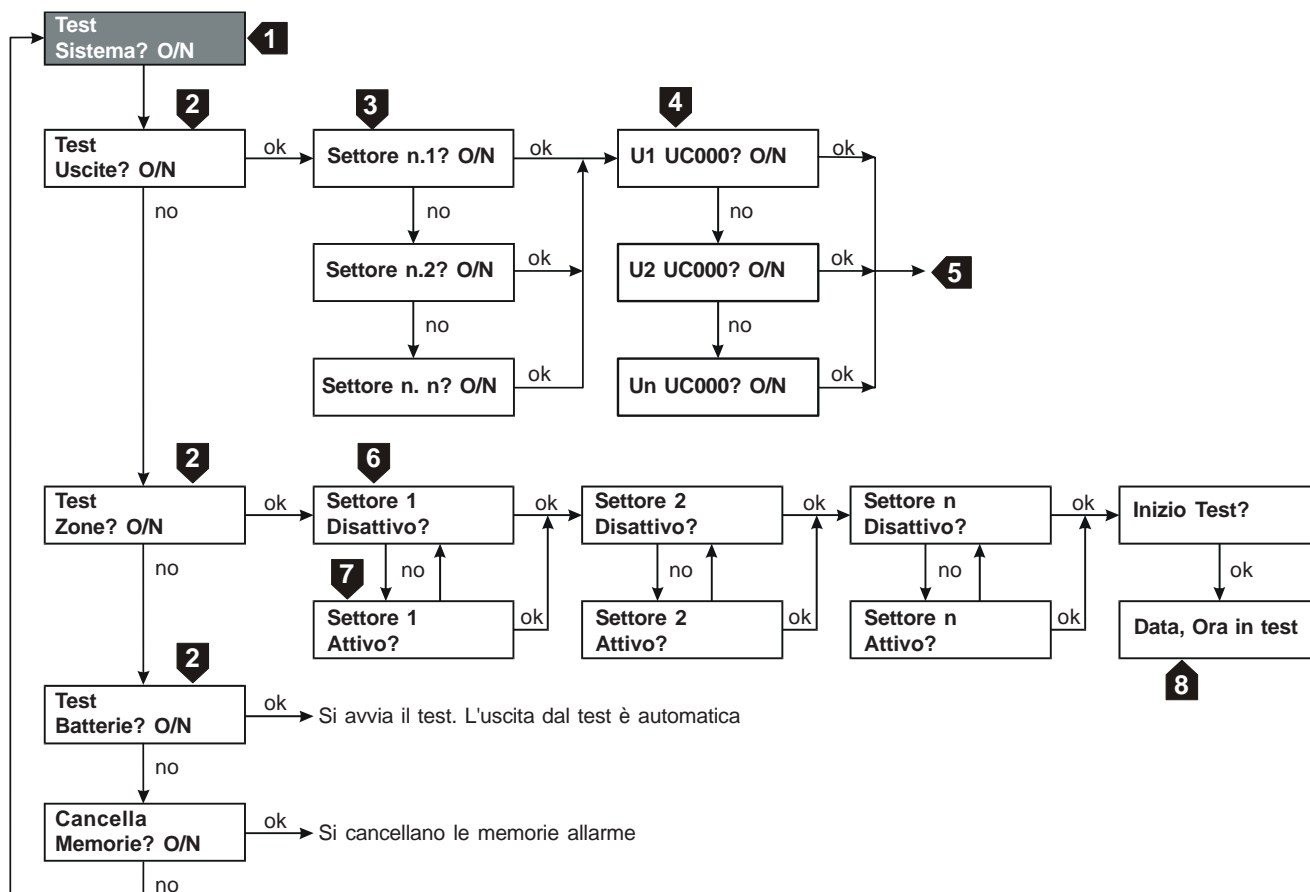 Test
Sistema? O/N
1
2
3
4
Test
Uscite? O/N
ok
Settore n.1? O/N
ok
U1 UC000? O/N
ok
no
no
no
Settore n.2? O/N
ok
U2 UC000? O/N
ok
5
no
no
Settore n. n? O/N
ok
Un UC000? O/N
ok
2
6
Test
Zone? O/N
ok
Settore 1
Disattivo?
ok
Settore 2
Disattivo?
ok
Settore n
Disattivo?
ok
Inizio Test?
no
7
no
no
no
ok
Settore 1
Attivo?
ok
Settore 2
Attivo?
ok
Settore n
Attivo?
ok
Data, Ora in test
8
2
Test
Batterie? O/N
ok
Si avvia il test. L'uscita dal test è automatica
no
Cancella
Memorie? O/N
ok
Si cancellano le memorie allarme
no